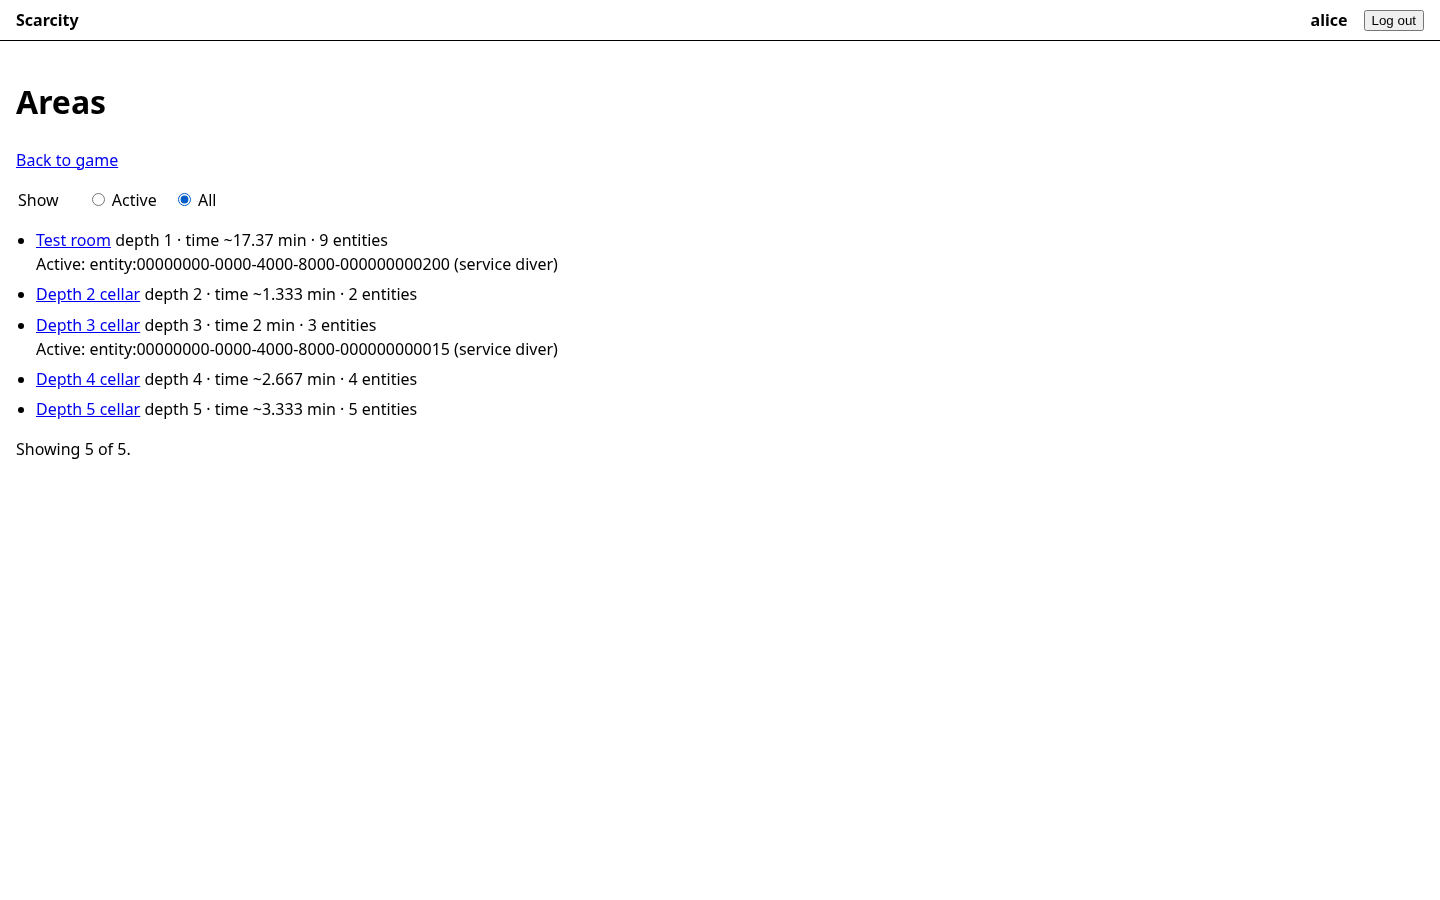 Scarcity
alice
Log out
Areas
Back to game
Show Active All
Test room depth 1 · time ~17.37 min · 9 entities
Active: entity:00000000-0000-4000-8000-000000000200 (service diver)
Depth 2 cellar depth 2 · time ~1.333 min · 2 entities
Depth 3 cellar depth 3 · time 2 min · 3 entities
Active: entity:00000000-0000-4000-8000-000000000015 (service diver)
Depth 4 cellar depth 4 · time ~2.667 min · 4 entities
Depth 5 cellar depth 5 · time ~3.333 min · 5 entities
Showing 5 of 5.